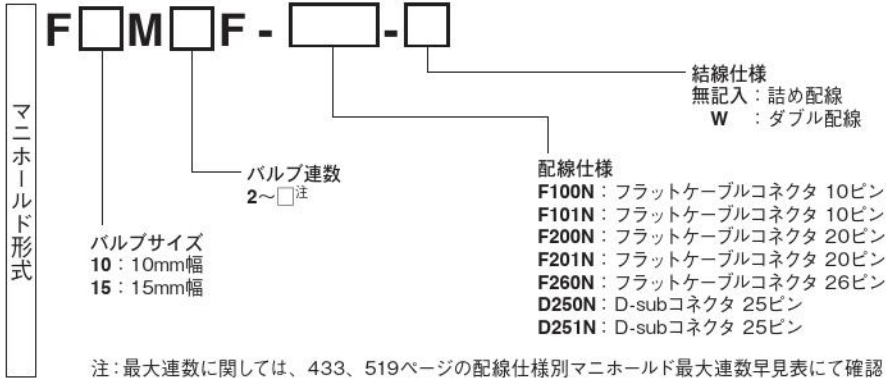 マニホールド形式
F□M□F-□-□
結線仕様
無記入：詰め配線
W ：ダブル配線
バルブ連数
2～□注
配線仕様
F100N：フラットケーブルコネクタ 10ピン
F101N：フラットケーブルコネクタ 10ピン
F200N：フラットケーブルコネクタ 20ピン
F201N：フラットケーブルコネクタ 20ピン
F260N：フラットケーブルコネクタ 26ピン
D250N：D-subコネクタ 25ピン
D251N：D-subコネクタ 25ピン
バルブサイズ
10：10mm幅
15：15mm幅
注：最大連数に関しては、433、519ページの配線仕様別マニホールド最大連数早見表にて確認